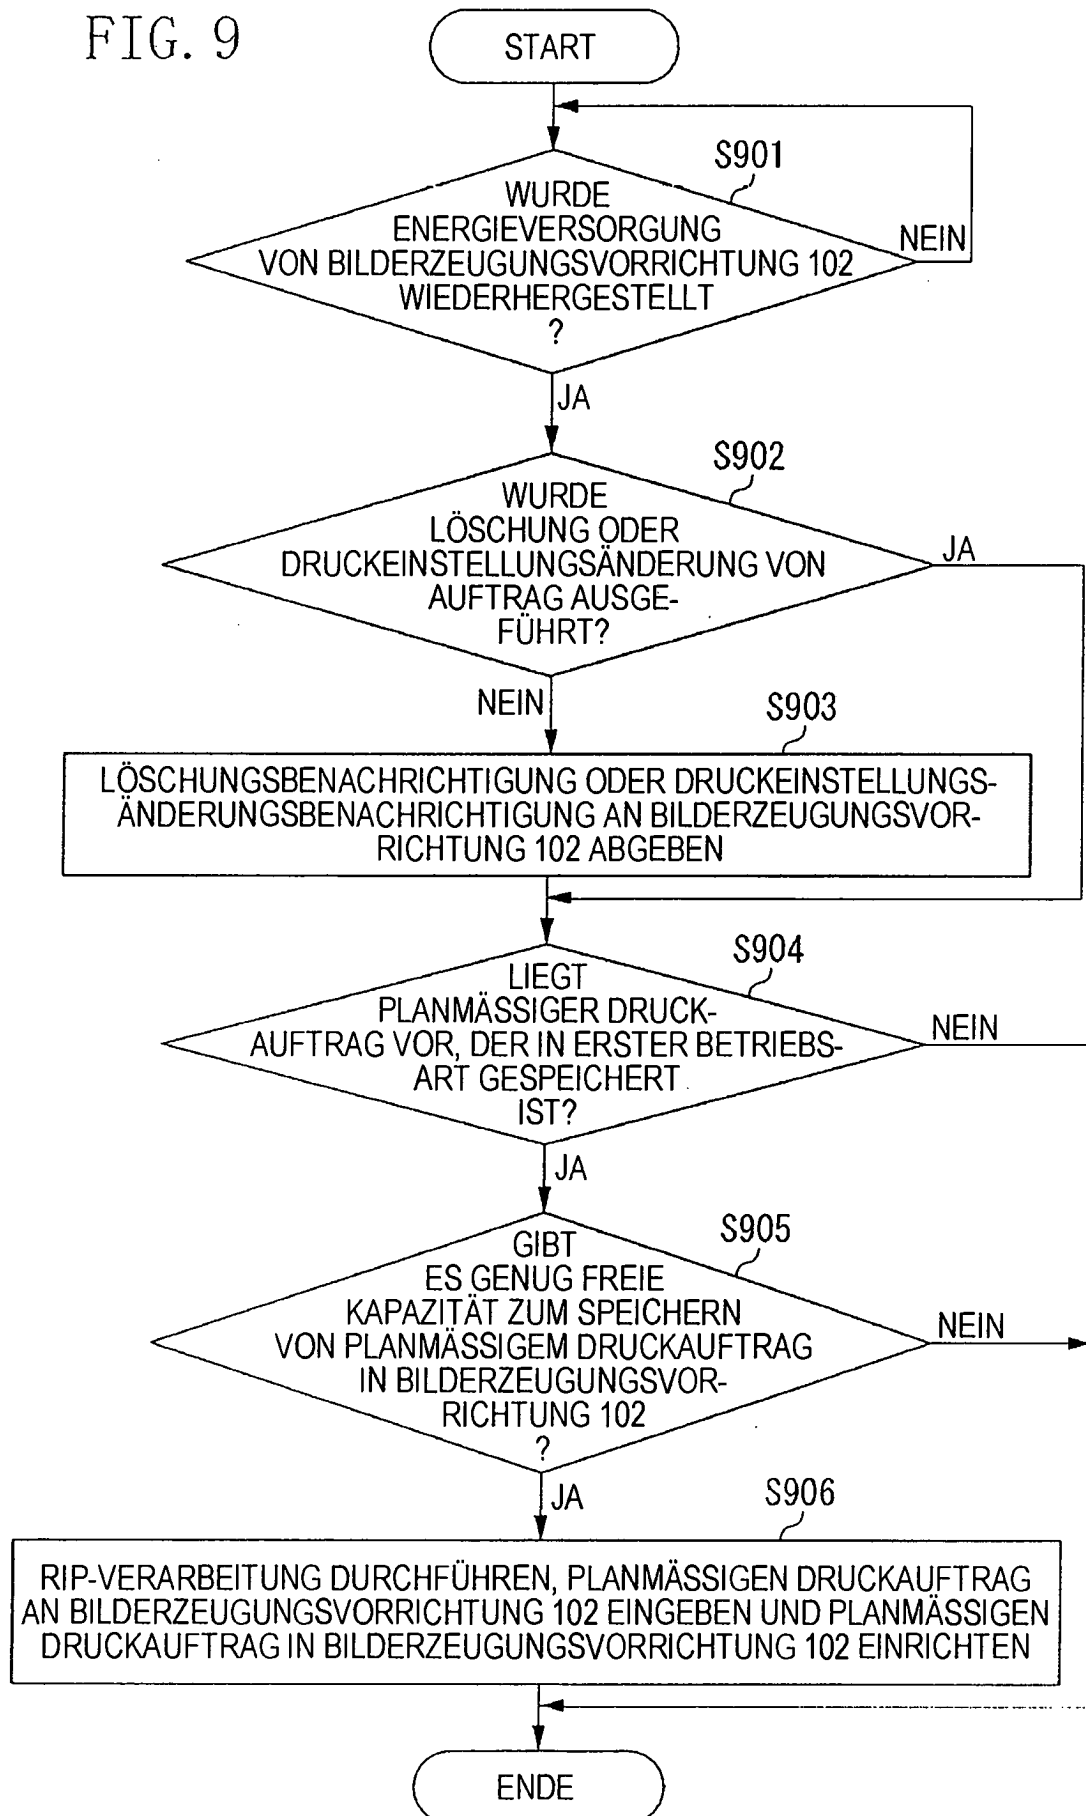 FIG. 9
START
S901
WURDE
ENERGIEVERSORGUNG
VON BILDERZEUGUNGSVORRICHTUNG 102
WIEDERHERGESTELLT
?
NEIN
JA
S902
WURDE
LÖSCHUNG ODER
DRUCKEINSTELLUNGSÄNDERUNG VON
AUFTRAG AUSGE-
FÜHRT?
JA
NEIN
S903
LÖSCHUNGSBENACHRICHTIGUNG ODER DRUCKEINSTELLUNGS-
ÄNDERUNGSBENACHRICHTIGUNG AN BILDERZEUGUNGSVOR-
RICHTUNG 102 ABGEBEN
S904
LIEGT
PLANMÄSSIGER DRUCK-
AUFTRAG VOR, DER IN ERSTER BETRIEBS-
ART GESPEICHERT
IST?
NEIN
JA
S905
GIBT
ES GENUG FREIE
KAPAZITÄT ZUM SPEICHERN
VON PLANMÄSSIGEM DRUCKAUFTRAG
IN BILDERZEUGUNGSVOR-
RICHTUNG 102
?
NEIN
JA
S906
RIP-VERARBEITUNG DURCHFÜHREN, PLANMÄSSIGEN DRUCKAUFTRAG
AN BILDERZEUGUNGSVORRICHTUNG 102 EINGEBEN UND PLANMÄSSIGEN
DRUCKAUFTRAG IN BILDERZEUGUNGSVORRICHTUNG 102 EINRICHTEN
ENDE